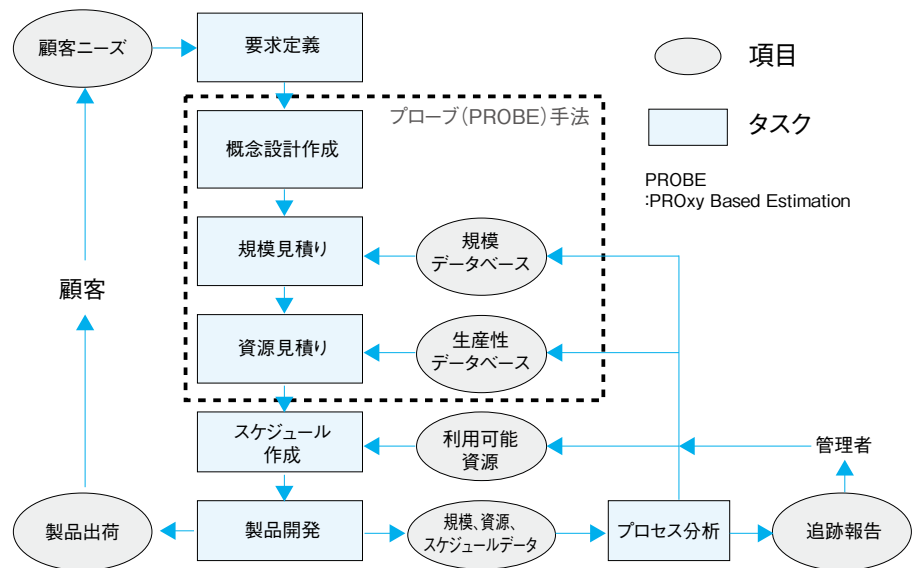 顧客ニーズ
要求定義
項目
プローブ（PROBE）手法
概念設計作成
タスク
PROBE
:PROxy Based Estimation
規模見積り
規模
データベース
顧客
資源見積り
生産性
データベース
スケジュール
作成
利用可能
資源
管理者
製品出荷
製品開発
規模、資源、
スケジュールデータ
プロセス分析
追跡報告